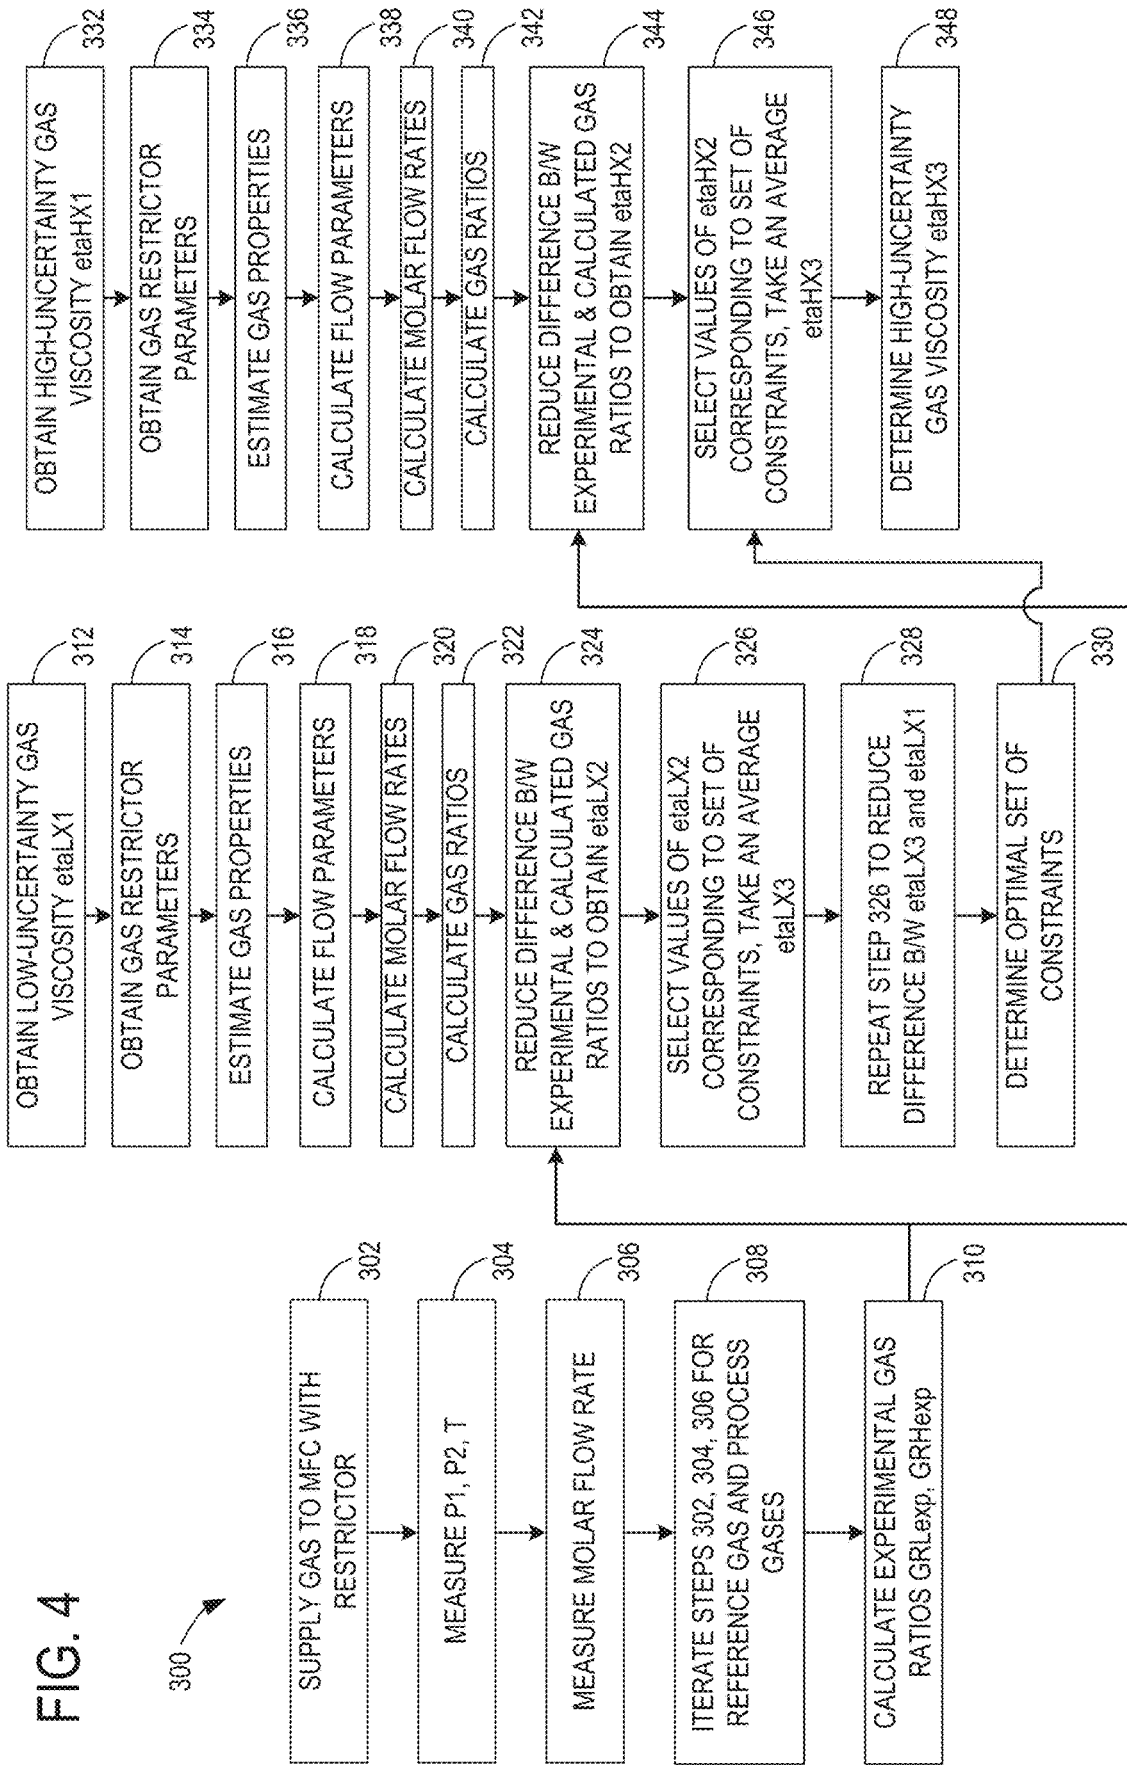 FIG. 4
300
SUPPLY GAS TO MFC WITH
RESTRICTOR
302
MEASURE P1, P2, T
304
MEASURE MOLAR FLOW RATE
306
ITERATE STEPS 302, 304, 306 FOR
REFERENCE GAS AND PROCESS
GASES
308
CALCULATE EXPERIMENTAL GAS
RATIOS GRLexp, GRHexp
310
OBTAIN LOW-UNCERTAINTY GAS
VISCOSITY etaLX1
312
OBTAIN GAS RESTRICTOR
PARAMETERS
314
ESTIMATE GAS PROPERTIES
316
CALCULATE FLOW PARAMETERS
318
CALCULATE MOLAR FLOW RATES
320
CALCULATE GAS RATIOS
322
REDUCE DIFFERENCE B/W
EXPERIMENTAL & CALCULATED GAS
RATIOS TO OBTAIN etaLX2
324
SELECT VALUES OF etaLX2
CORRESPONDING TO SET OF
CONSTRAINTS, TAKE AN AVERAGE
etaLX3
326
REPEAT STEP 326 TO REDUCE
DIFFERENCE B/W etaLX3 and etaLX1
328
DETERMINE OPTIMAL SET OF
CONSTRAINTS
330
OBTAIN HIGH-UNCERTAINTY GAS
VISCOSITY etaHX1
332
OBTAIN GAS RESTRICTOR
PARAMETERS
334
ESTIMATE GAS PROPERTIES
336
CALCULATE FLOW PARAMETERS
338
CALCULATE MOLAR FLOW RATES
340
CALCULATE GAS RATIOS
342
REDUCE DIFFERENCE B/W
EXPERIMENTAL & CALCULATED GAS
RATIOS TO OBTAIN etaHX2
344
SELECT VALUES OF etaHX2
CORRESPONDING TO SET OF
CONSTRAINTS, TAKE AN AVERAGE
etaHX3
346
DETERMINE HIGH-UNCERTAINTY
GAS VISCOSITY etaHX3
348